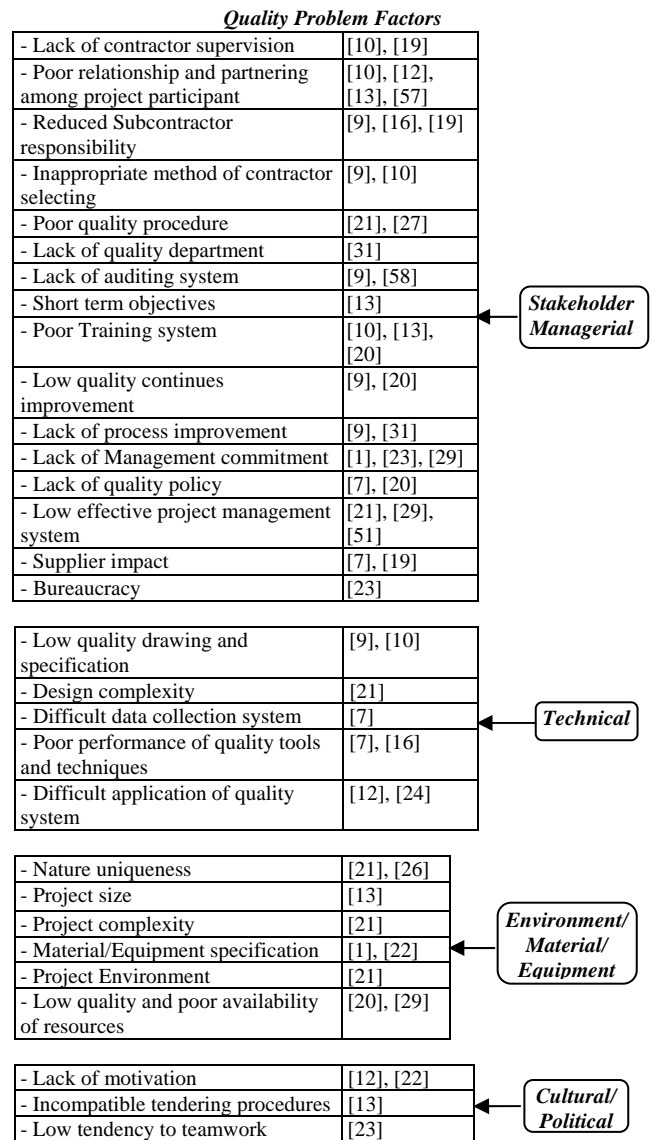 Quality Problem Factors
- Lack of contractor supervision [10], [19]
- Poor relationship and partnering [10], [12],
among project participant [13], [57]
- Reduced Subcontractor [9], [16], [19]
responsibility
- Inappropriate method of contractor [9], [10]
selecting
- Poor quality procedure [21], [27]
- Lack of quality department [31]
- Lack of auditing system [9], [58]
- Short term objectives [13]
- Poor Training system [10], [13],
[20]
- Low quality continues [9], [20]
improvement
- Lack of process improvement [9], [31]
- Lack of Management commitment [1], [23], [29]
- Lack of quality policy [7], [20]
- Low effective project management [21], [29],
system [51]
- Supplier impact [7], [19]
- Bureaucracy [23]
Stakeholder
Managerial
- Low quality drawing and [9], [10]
specification
- Design complexity [21]
- Difficult data collection system [7]
- Poor performance of quality tools [7], [16]
and techniques
- Difficult application of quality [12], [24]
system
Technical
- Nature uniqueness [21], [26]
- Project size [13]
- Project complexity [21]
- Material/Equipment specification [1], [22]
- Project Environment [21]
- Low quality and poor availability [20], [29]
of resources
Environment/
Material/
Equipment
- Lack of motivation [12], [22]
- Incompatible tendering procedures [13]
- Low tendency to teamwork [23]
Cultural/
Political